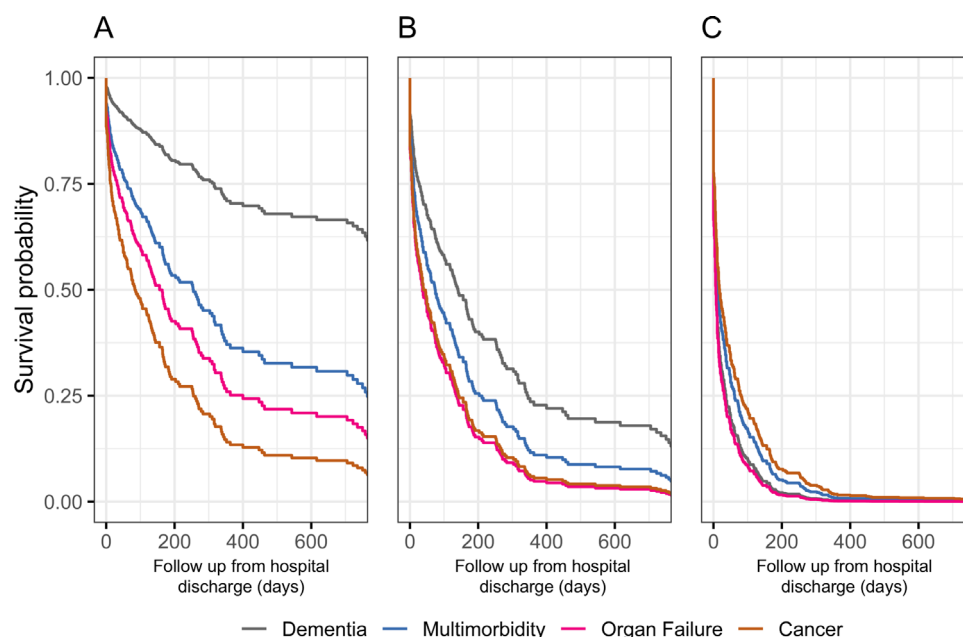 A B C
Survival probability
1.00
0.75
0.50
0.25
0.00
0 200 400 600 0 200 400 600 0 200 400 600
Follow up from hospital Follow up from hospital Follow up from hospital
discharge (days) discharge (days) discharge (days)
Dementia Multimorbidity Organ Failure Cancer